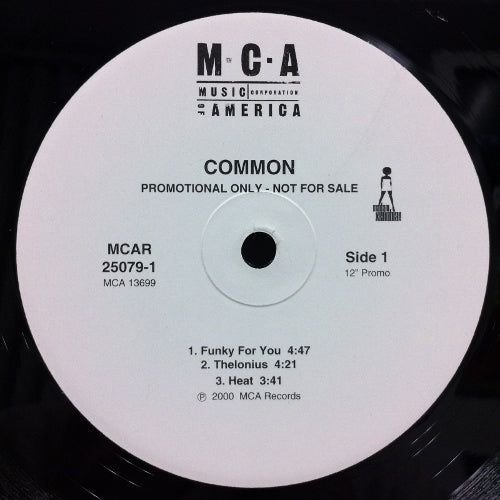 M·C·A
MUSIC CORPORATION
OF AMERICA
COMMON
PROMOTIONAL ONLY - NOT FOR SALE
MCAR
25079-1
MCA 13699
Side 1
12" Promo
1. Funky For You 4:47
2. Thelonius 4:21
3. Heat 3:41
℗ 2000 MCA Records